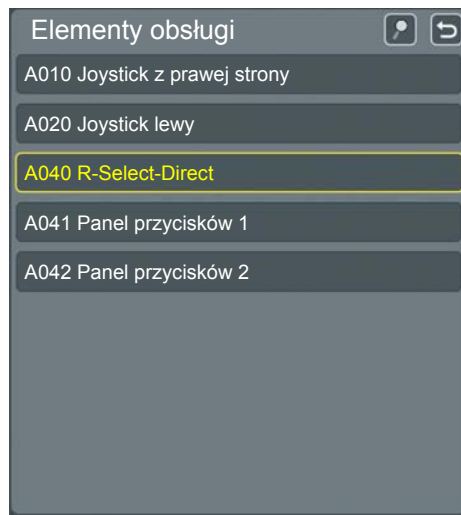 Elementy obsługi
A010 Joystick z prawej strony
A020 Joystick lewy
A040 R-Select-Direct
A041 Panel przycisków 1
A042 Panel przycisków 2